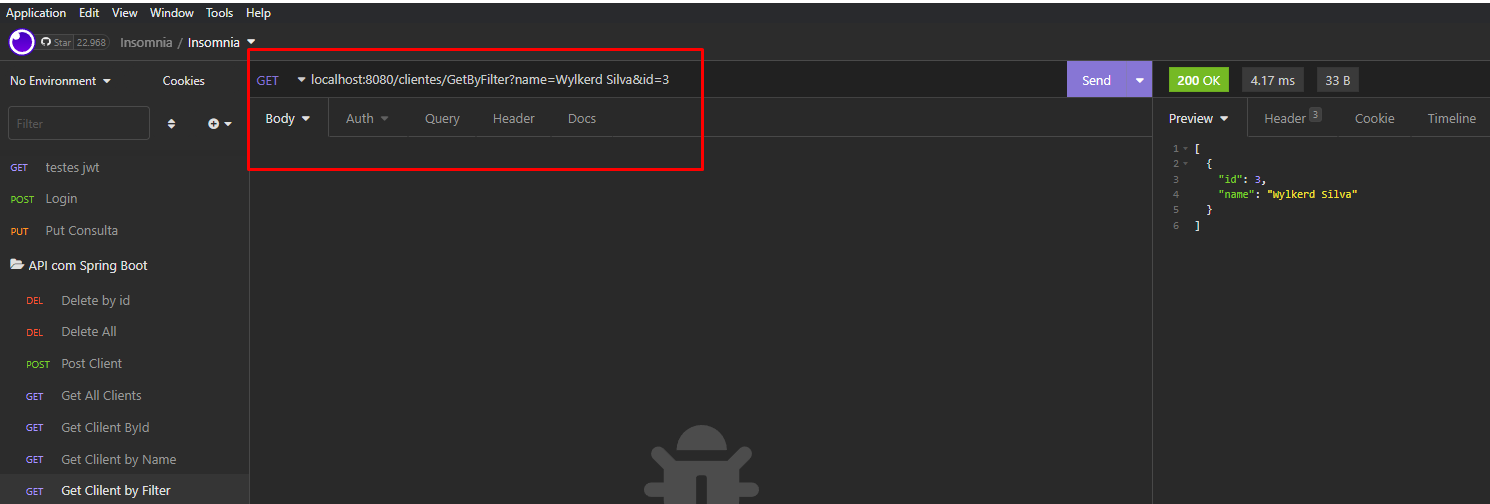 Application Edit View Window Tools Help
Star 22.968 Insomnia / Insomnia
No Environment Cookies
GET localhost:8080/clientes/GetByFilter?name=Wylkerd Silva&id=3 Send 200 OK 4.17 ms 33 B
Filter
Body Auth Query Header Docs
Preview Header 3 Cookie Timeline
GET testes jwt
POST Login
PUT Put Consulta
API com Spring Boot
DEL Delete by id
DEL Delete All
POST Post Client
GET Get All Clients
GET Get Clilent ById
GET Get Clilent by Name
GET Get Clilent by Filter
1 [
2 {
3 "id": 3,
4 "name": "Wylkerd Silva"
5 }
6 ]